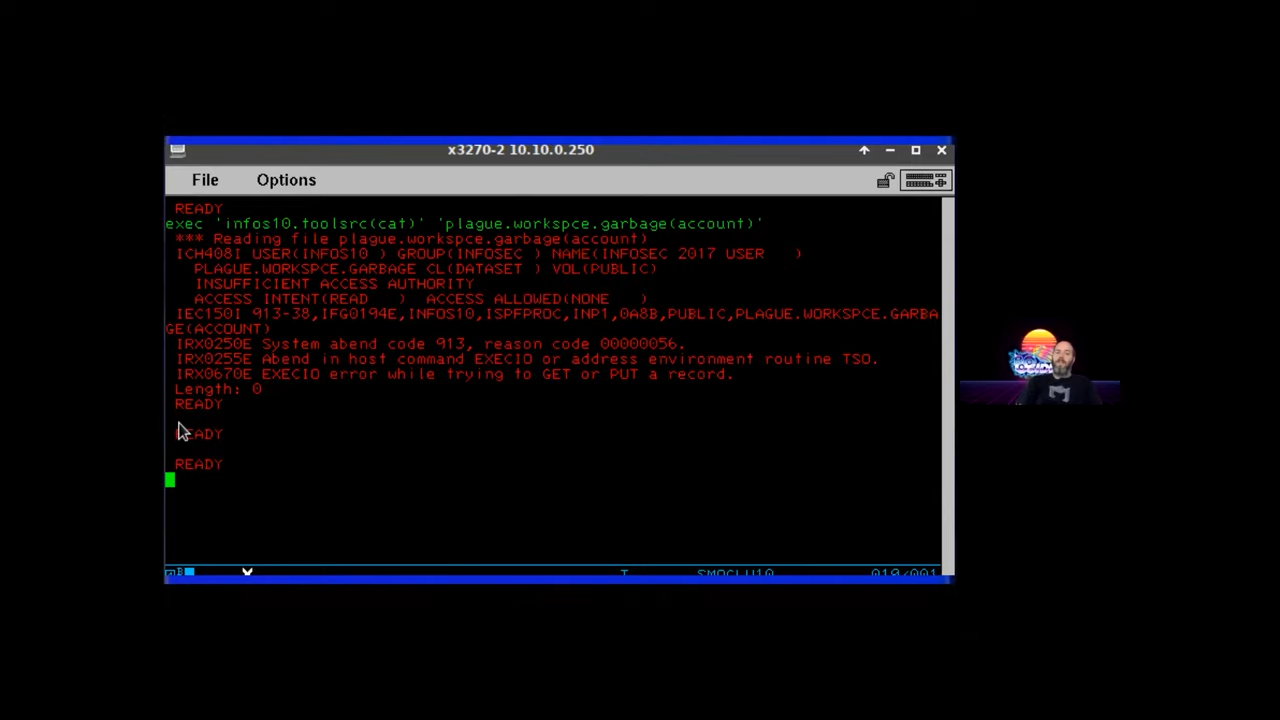 x3270-2 10.10.0.250
File Options
READY
exec 'infos10.toolsrc(cat)' 'plague.workspce.garbage(account)'
*** Reading file plague.workspce.garbage(account)
ICH408I USER(INFOS10 ) GROUP(INFOSEC ) NAME(INFOSEC 2017 USER )
PLAGUE.WORKSPCE.GARBAGE CL(DATASET ) VOL(PUBLIC)
INSUFFICIENT ACCESS AUTHORITY
ACCESS INTENT(READ ) ACCESS ALLOWED(NONE )
IEC150I 913-38,IFG0194E,INFOS10,ISPFPROC,INP1,0A8B,PUBLIC,PLAGUE.WORKSPCE.GARBA
GE(ACCOUNT)
IRX0250E System abend code 913, reason code 00000056.
IRX0255E Abend in host command EXECIO or address environment routine TSO.
IRX0670E EXECIO error while trying to GET or PUT a record.
Length: 0
READY
READY
READY